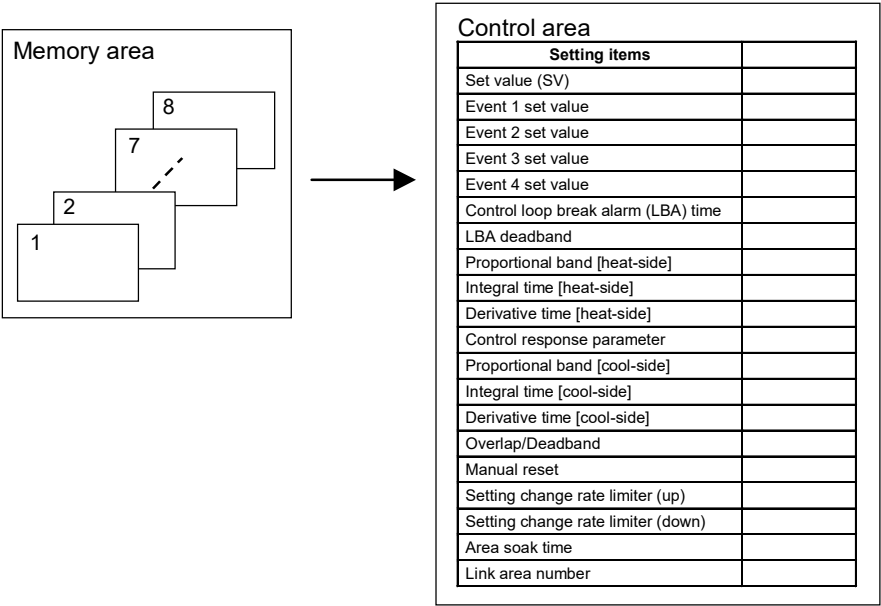 Memory area
8
7
2
1
Control area
Setting items
Set value (SV)
Event 1 set value
Event 2 set value
Event 3 set value
Event 4 set value
Control loop break alarm (LBA) time
LBA deadband
Proportional band [heat-side]
Integral time [heat-side]
Derivative time [heat-side]
Control response parameter
Proportional band [cool-side]
Integral time [cool-side]
Derivative time [cool-side]
Overlap/Deadband
Manual reset
Setting change rate limiter (up)
Setting change rate limiter (down)
Area soak time
Link area number